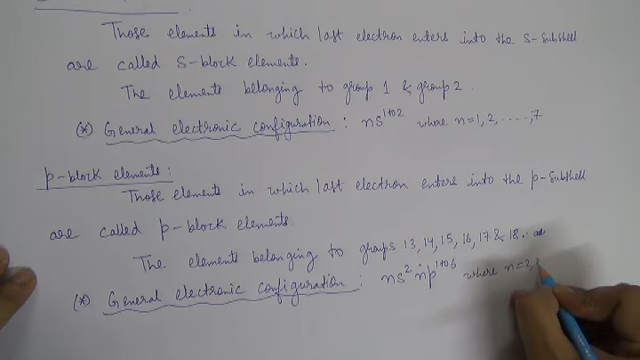 Those elements in which last electron enters into the s-subshell
are called s-block elements.
The elements belonging to group 1 & group 2.
(*) General electronic configuration : ns¹ᵗᵒ² where n=1, 2, ......, 7
p-block elements:
Those elements in which last electron enters into the p-subshell
are called p-block elements.
The elements belonging to groups 13, 14, 15, 16, 17 & 18.
(*) General electronic configuration : ns² np¹ᵗᵒ⁶ where n=2,